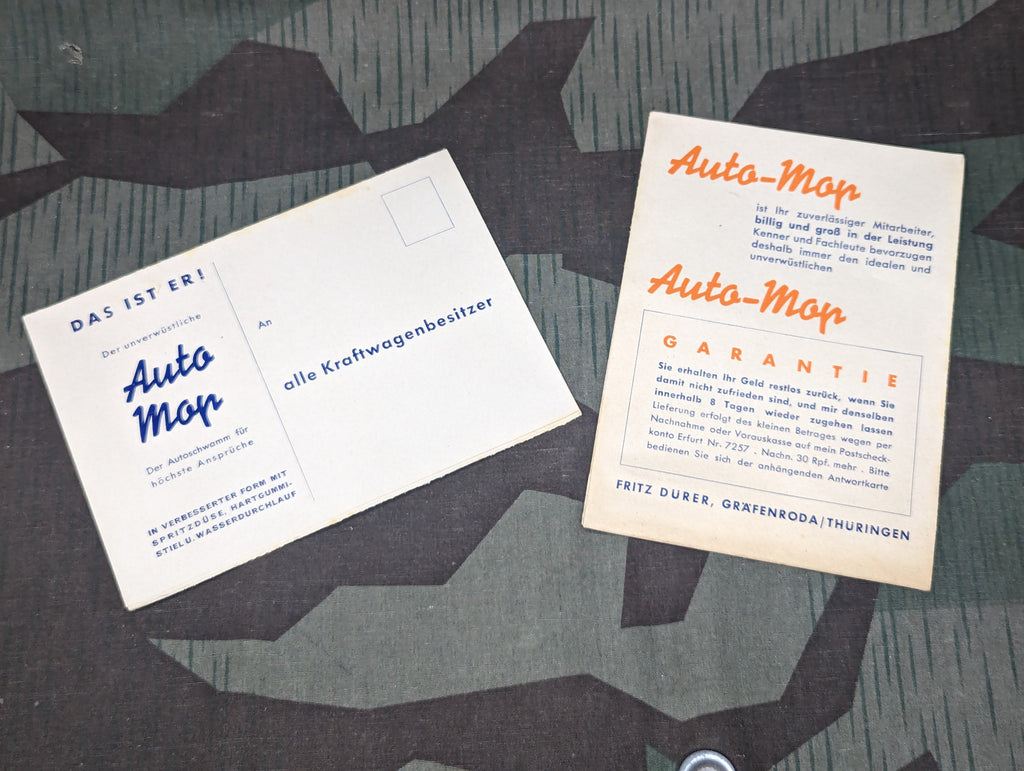 DAS IST ER!
Der unverwüstliche
Auto
Mop
Der Autoschwamm für
höchste Ansprüche
IN VERBESSERTER FORM MIT
SPRITZDÜSE, HARTGUMMI-
STIEL U. WASSERDURCHLAUF
An
alle Kraftwagenbesitzer
Auto-Mop
ist Ihr zuverlässiger Mitarbeiter,
billig und groß in der Leistung
Kenner und Fachleute bevorzugen
deshalb immer den idealen und
unverwüstlichen
Auto-Mop
GARANTIE
Sie erhalten Ihr Geld restlos zurück, wenn Sie
damit nicht zufrieden sind, und mir denselben
innerhalb 8 Tagen wieder zugehen lassen
Lieferung erfolgt des kleinen Betrages wegen per
Nachnahme oder Vorauskasse auf mein Postscheck-
konto Erfurt Nr. 7257 . Nachn. 30 Rpf. mehr . Bitte
bedienen Sie sich der anhängenden Antwortkarte
FRITZ DÜRER, GRÄFENRODA/THÜRINGEN